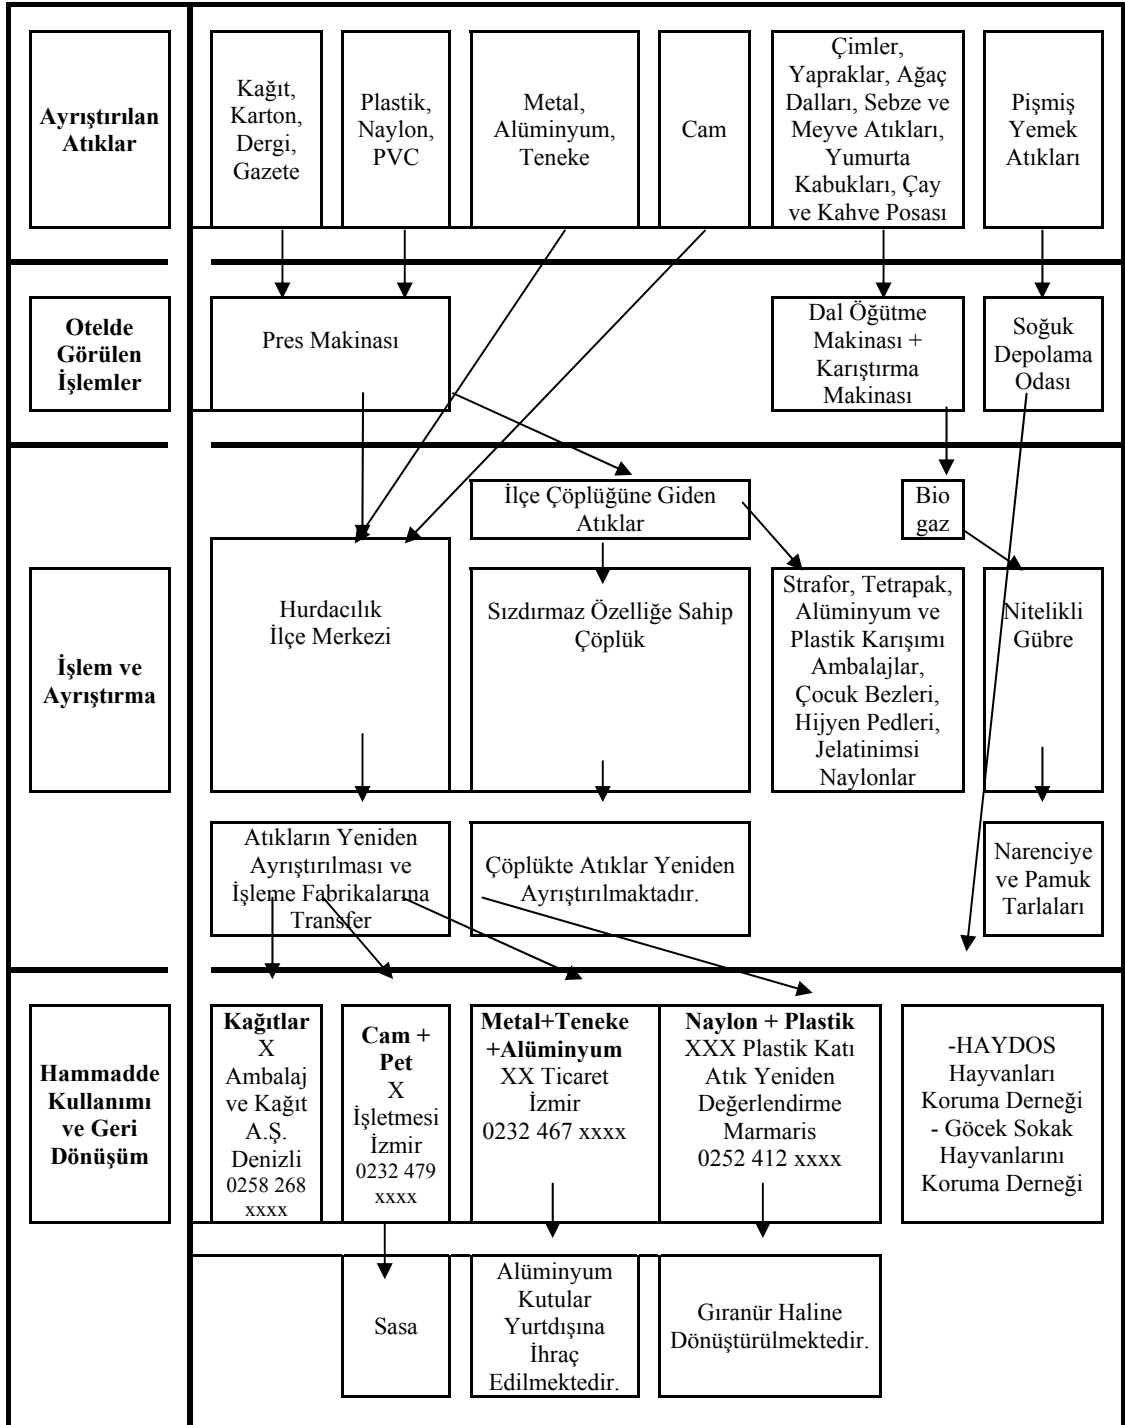 Ayrıştırılan
Atıklar
Kağıt,
Karton,
Dergi,
Gazete
Plastik,
Naylon,
PVC
Metal,
Alüminyum,
Teneke
Cam
Çimler,
Yapraklar, Ağaç
Dalları, Sebze ve
Meyve Atıkları,
Yumurta
Kabukları, Çay
ve Kahve Posası
Pişmiş
Yemek
Atıkları
Otelde
Görülen
İşlemler
Pres Makinası
Dal Öğütme
Makinası +
Karıştırma
Makinası
Soğuk
Depolama
Odası
İşlem ve
Ayrıştırma
İlçe Çöplüğüne Giden
Atıklar
Bio
gaz
Hurdacılık
İlçe Merkezi
Sızdırmaz Özelliğe Sahip
Çöplük
Strafor, Tetrapak,
Alüminyum ve
Plastik Karışımı
Ambalajlar,
Çocuk Bezleri,
Hijyen Pedleri,
Jelatinimsi
Naylonlar
Nitelikli
Gübre
Atıkların Yeniden
Ayrıştırılması ve
İşleme Fabrikalarına
Transfer
Çöplükte Atıklar Yeniden
Ayrıştırılmaktadır.
Narenciye
ve Pamuk
Tarlaları
Hammadde
Kullanımı
ve Geri
Dönüşüm
Kağıtlar
X
Ambalaj
ve Kağıt
A.Ş.
Denizli
0258 268
xxxx
Cam +
Pet
X
İşletmesi
İzmir
0232 479
xxxx
Metal+Teneke
+Alüminyum
XX Ticaret
İzmir
0232 467 xxxx
Naylon + Plastik
XXX Plastik Katı
Atık Yeniden
Değerlendirme
Marmaris
0252 412 xxxx
-HAYDOS
Hayvanları
Koruma Derneği
- Göcek Sokak
Hayvanlarını
Koruma Derneği
Sasa
Alüminyum
Kutular
Yurtdışına
İhraç
Edilmektedir.
Gıranür Haline
Dönüştürülmektedir.